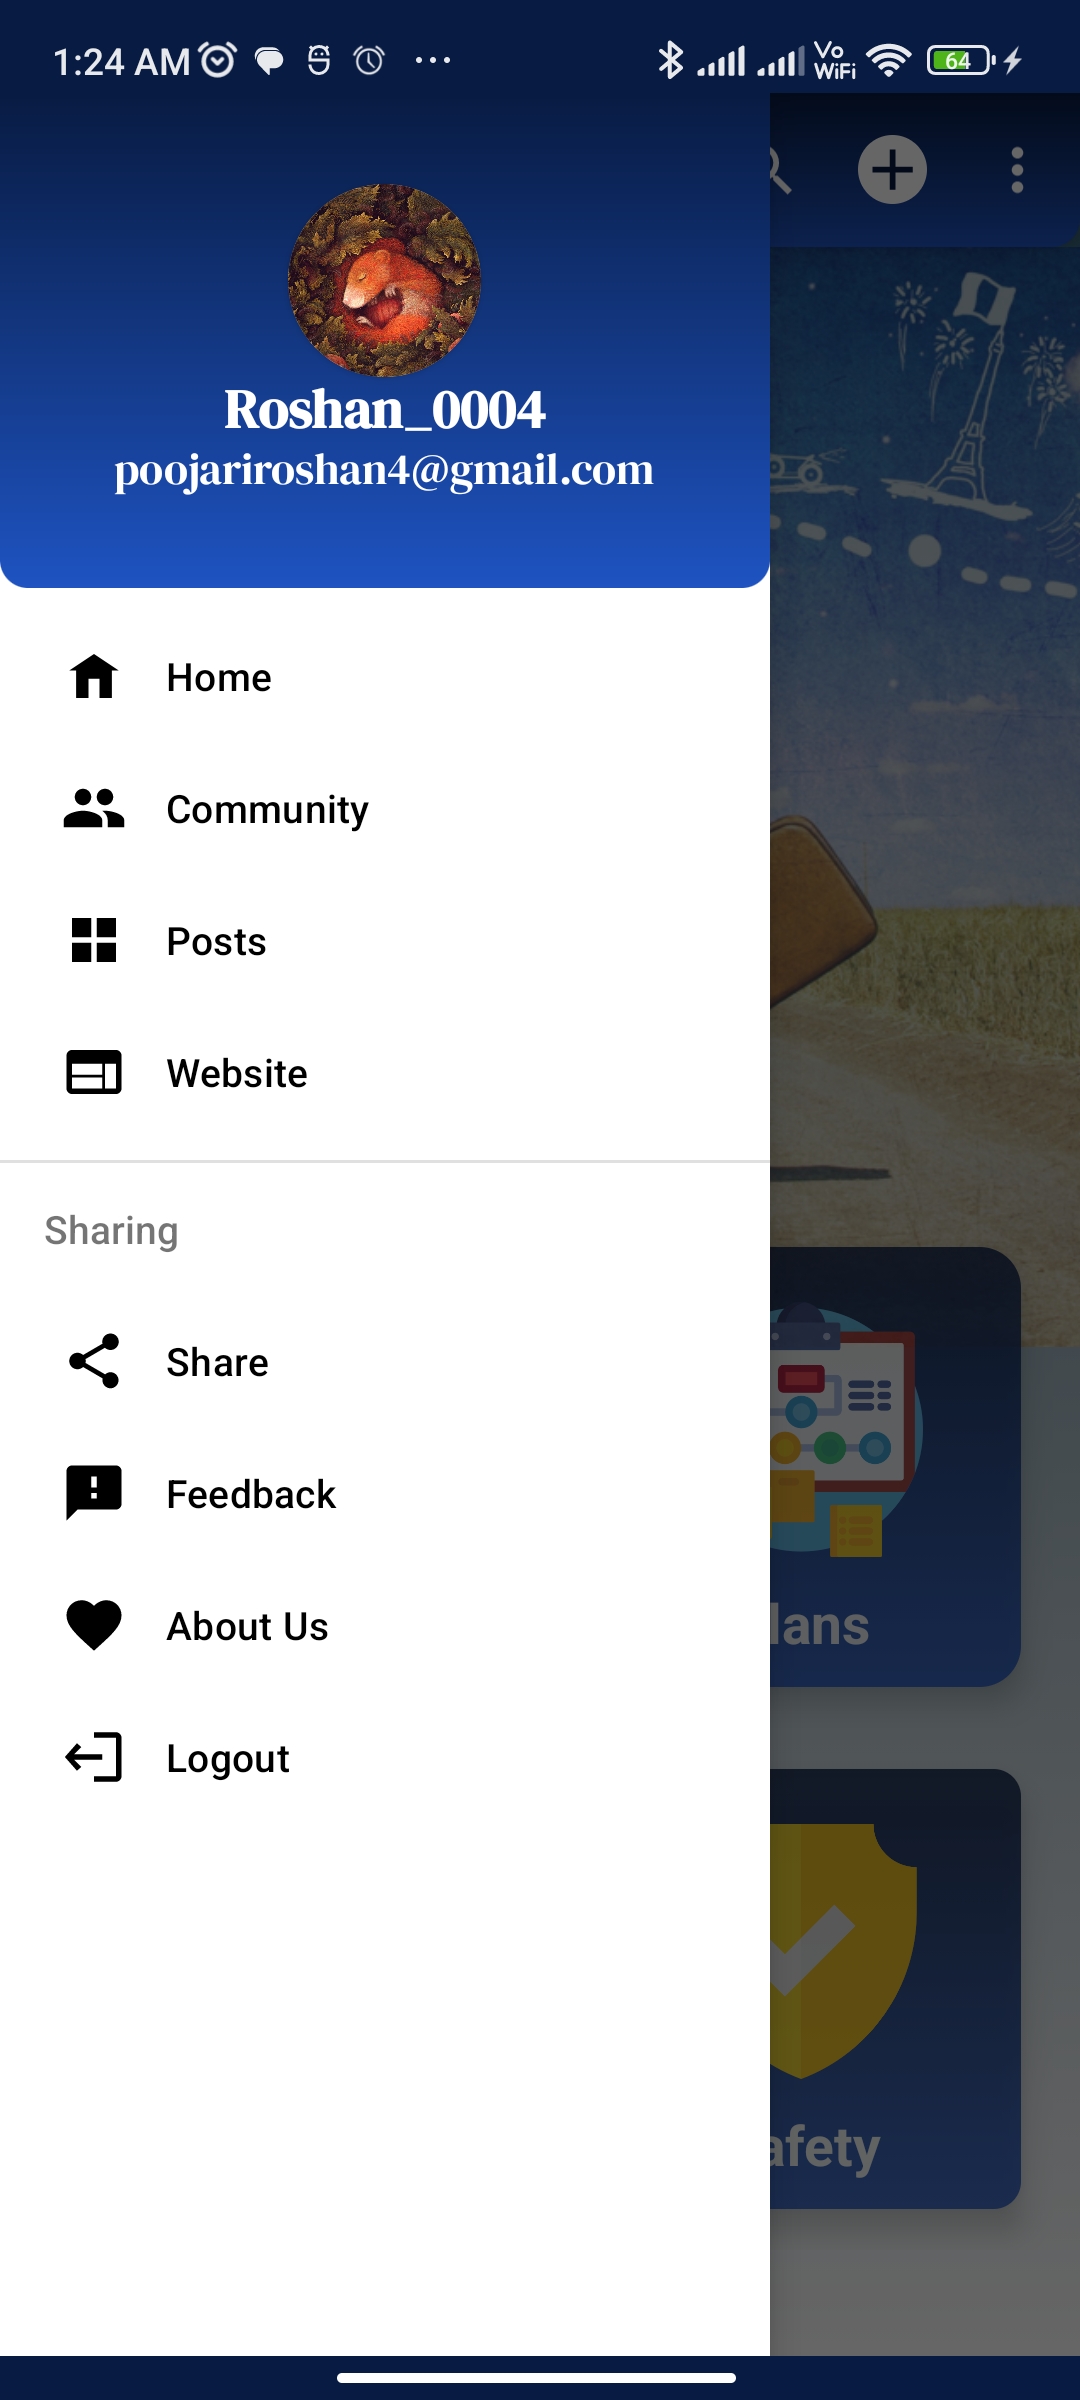 1:24 AM
Vo
WiFi
64
Roshan_0004
poojariroshan4@gmail.com
Home
Community
Posts
Website
Sharing
Share
lans
Feedback
About Us
Logout
afety